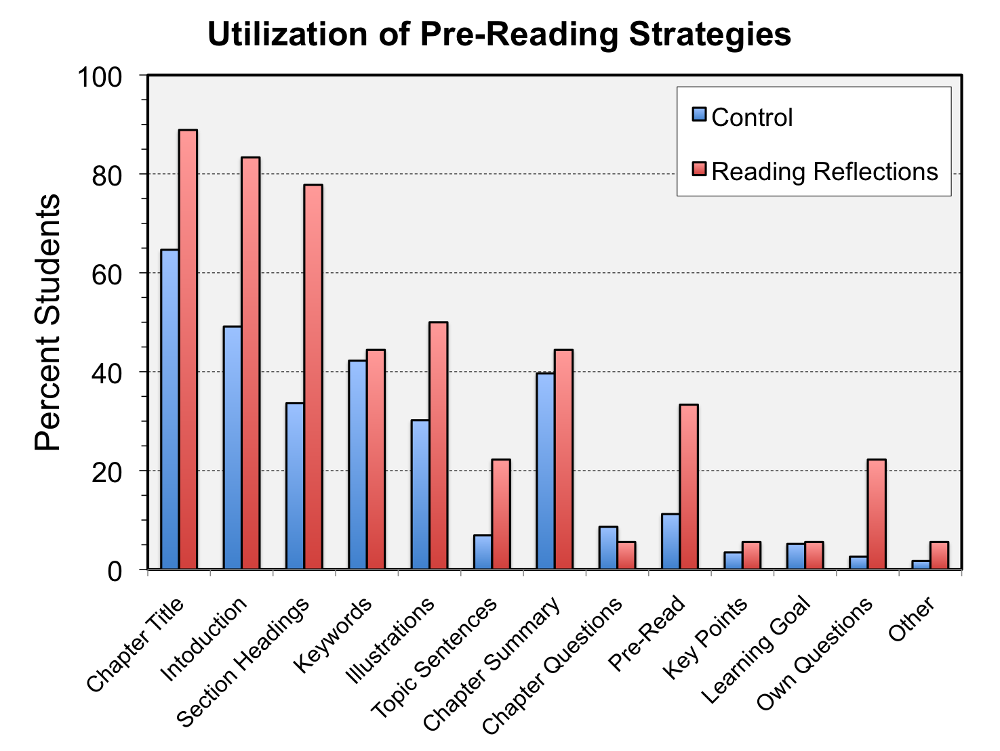 Utilization of Pre-Reading Strategies
Percent Students
100
80
60
40
20
0
Control
Reading Reflections
Chapter Title
Intoduction
Section Headings
Keywords
Illustrations
Topic Sentences
Chapter Summary
Chapter Questions
Pre-Read
Key Points
Learning Goal
Own Questions
Other